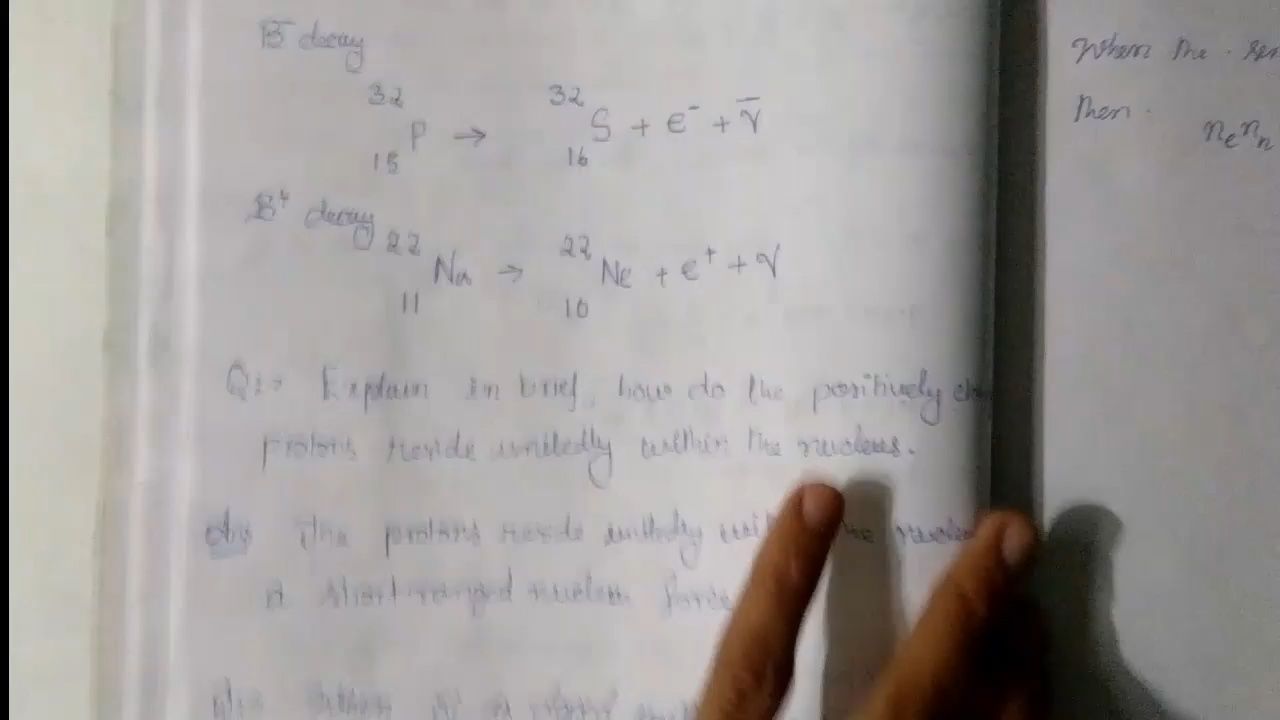 B⁻ decay
³²₁₅P → ³²₁₆S + e⁻ + ν̄
B⁺ decay
²²₁₁Na → ²²₁₀Ne + e⁺ + ν
Q:- Explain in brief, how do the positively
protons reside unitedly within the nucleus.
The protons reside unitedly
a short ranged nuclear force
When the
Then
nₑnₙ